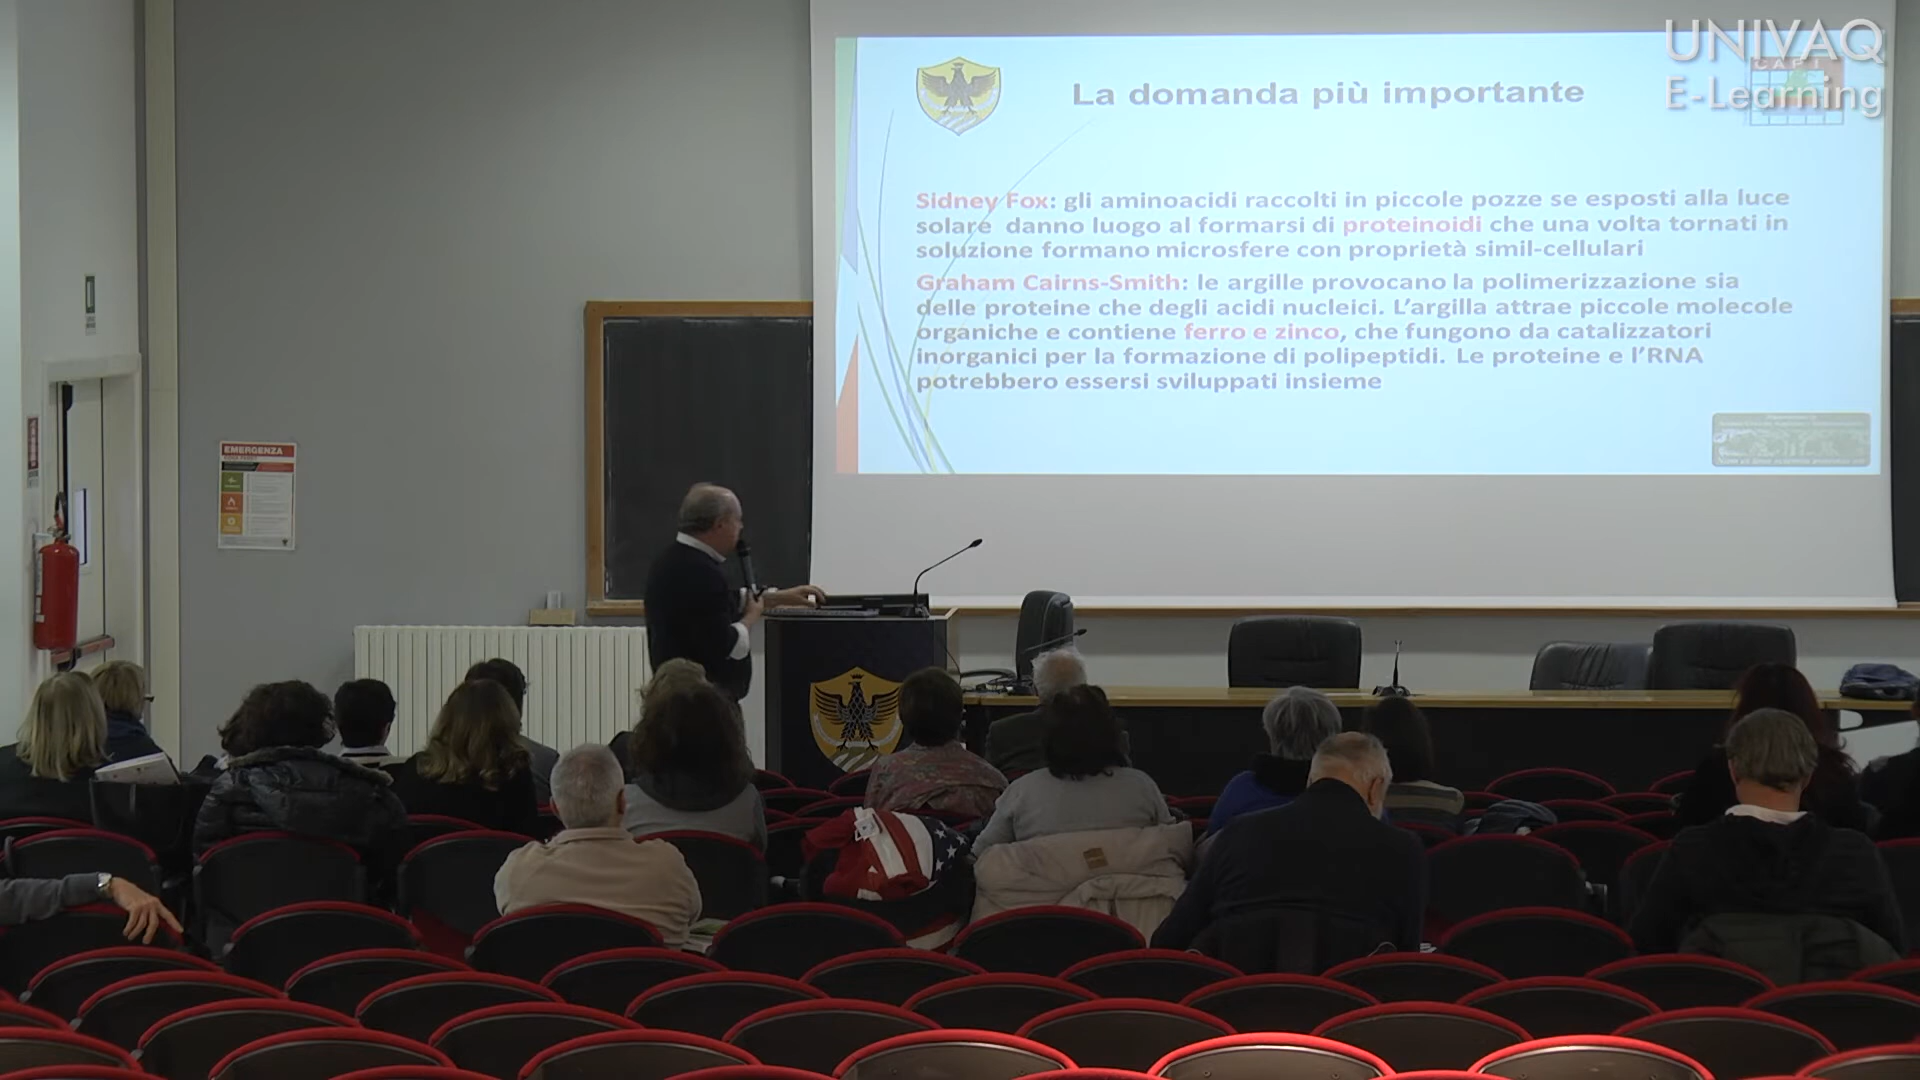 UNIVAQ
E-Learning
La domanda più importante
Sidney Fox: gli aminoacidi raccolti in piccole pozze se esposti alla luce
solare danno luogo al formarsi di proteinoidi che una volta tornati in
soluzione formano microsfere con proprietà simil-cellulari
Graham Cairns-Smith: le argille provocano la polimerizzazione sia
delle proteine che degli acidi nucleici. L'argilla attrae piccole molecole
organiche e contiene ferro e zinco, che fungono da catalizzatori
inorganici per la formazione di polipeptidi. Le proteine e l'RNA
potrebbero essersi sviluppati insieme
EMERGENZA